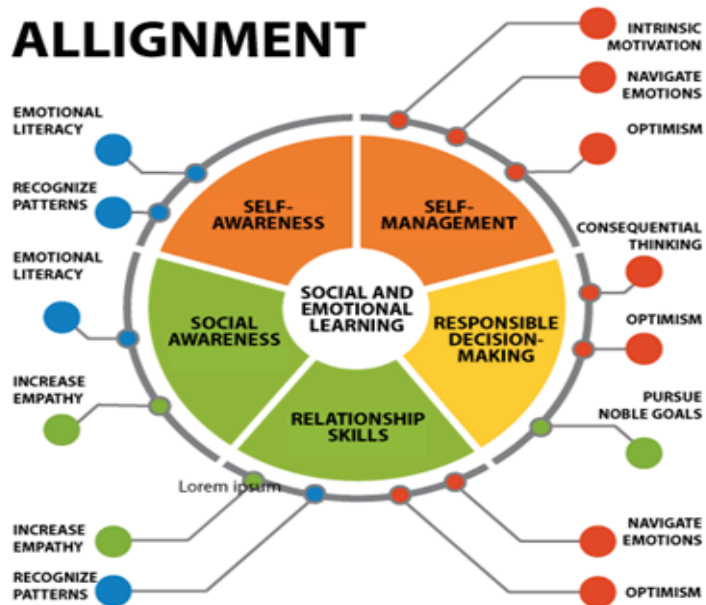 ALLIGNMENT
INTRINSIC
MOTIVATION
NAVIGATE
EMOTIONS
OPTIMISM
EMOTIONAL
LITERACY
RECOGNIZE
PATTERNS
SELF-
AWARENESS
SELF-
MANAGEMENT
CONSEQUENTIAL
THINKING
EMOTIONAL
LITERACY
SOCIAL AND
EMOTIONAL
LEARNING
SOCIAL
AWARENESS
RESPONSIBLE
DECISION-
MAKING
OPTIMISM
INCREASE
EMPATHY
PURSUE
NOBLE GOALS
RELATIONSHIP
SKILLS
Lorem ipsum
INCREASE
EMPATHY
NAVIGATE
EMOTIONS
RECOGNIZE
PATTERNS
OPTIMISM